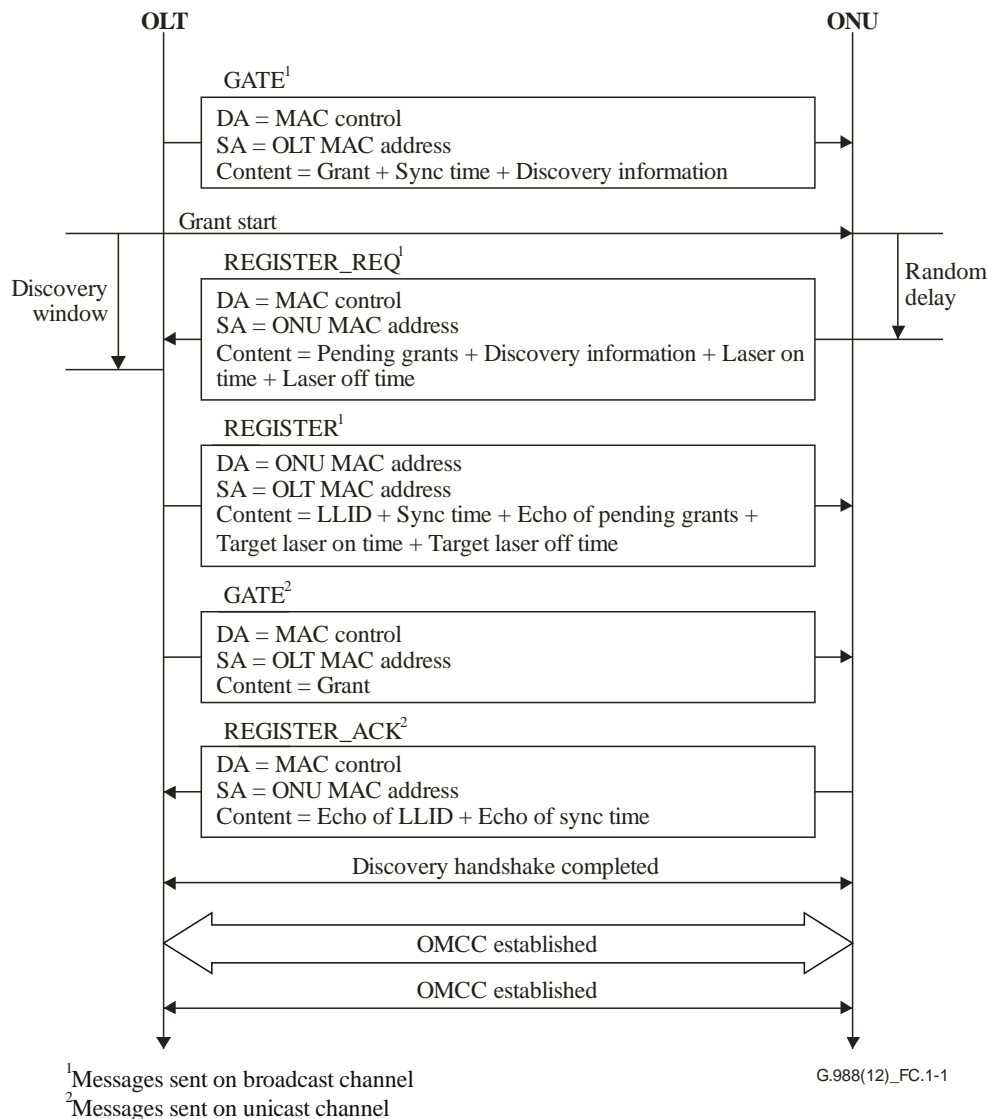 OLT
ONU
GATE1
DA = MAC control
SA = OLT MAC address
Content = Grant + Sync time + Discovery information
Grant start
Discovery
window
Random
delay
REGISTER_REQ1
DA = MAC control
SA = ONU MAC address
Content = Pending grants + Discovery information + Laser on
time + Laser off time
REGISTER1
DA = ONU MAC address
SA = OLT MAC address
Content = LLID + Sync time + Echo of pending grants +
Target laser on time + Target laser off time
GATE2
DA = MAC control
SA = OLT MAC address
Content = Grant
REGISTER_ACK2
DA = MAC control
SA = ONU MAC address
Content = Echo of LLID + Echo of sync time
Discovery handshake completed
OMCC established
OMCC established
1Messages sent on broadcast channel
2Messages sent on unicast channel
G.988(12)_FC.1-1